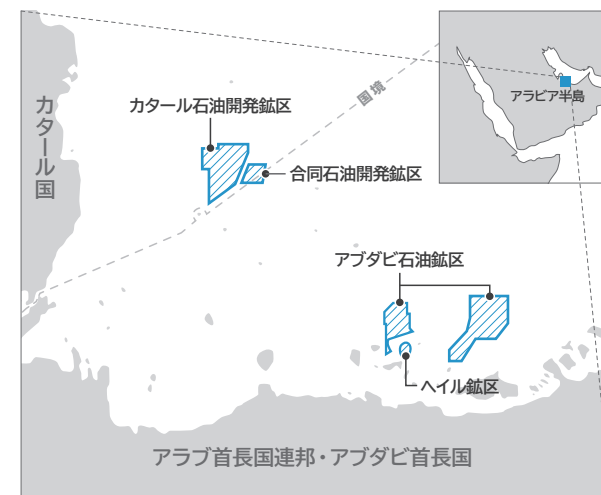 カタール国
カタール石油開発鉱区
国境
アラビア半島
合同石油開発鉱区
アブダビ石油鉱区
ヘイル鉱区
アラブ首長国連邦・アブダビ首長国